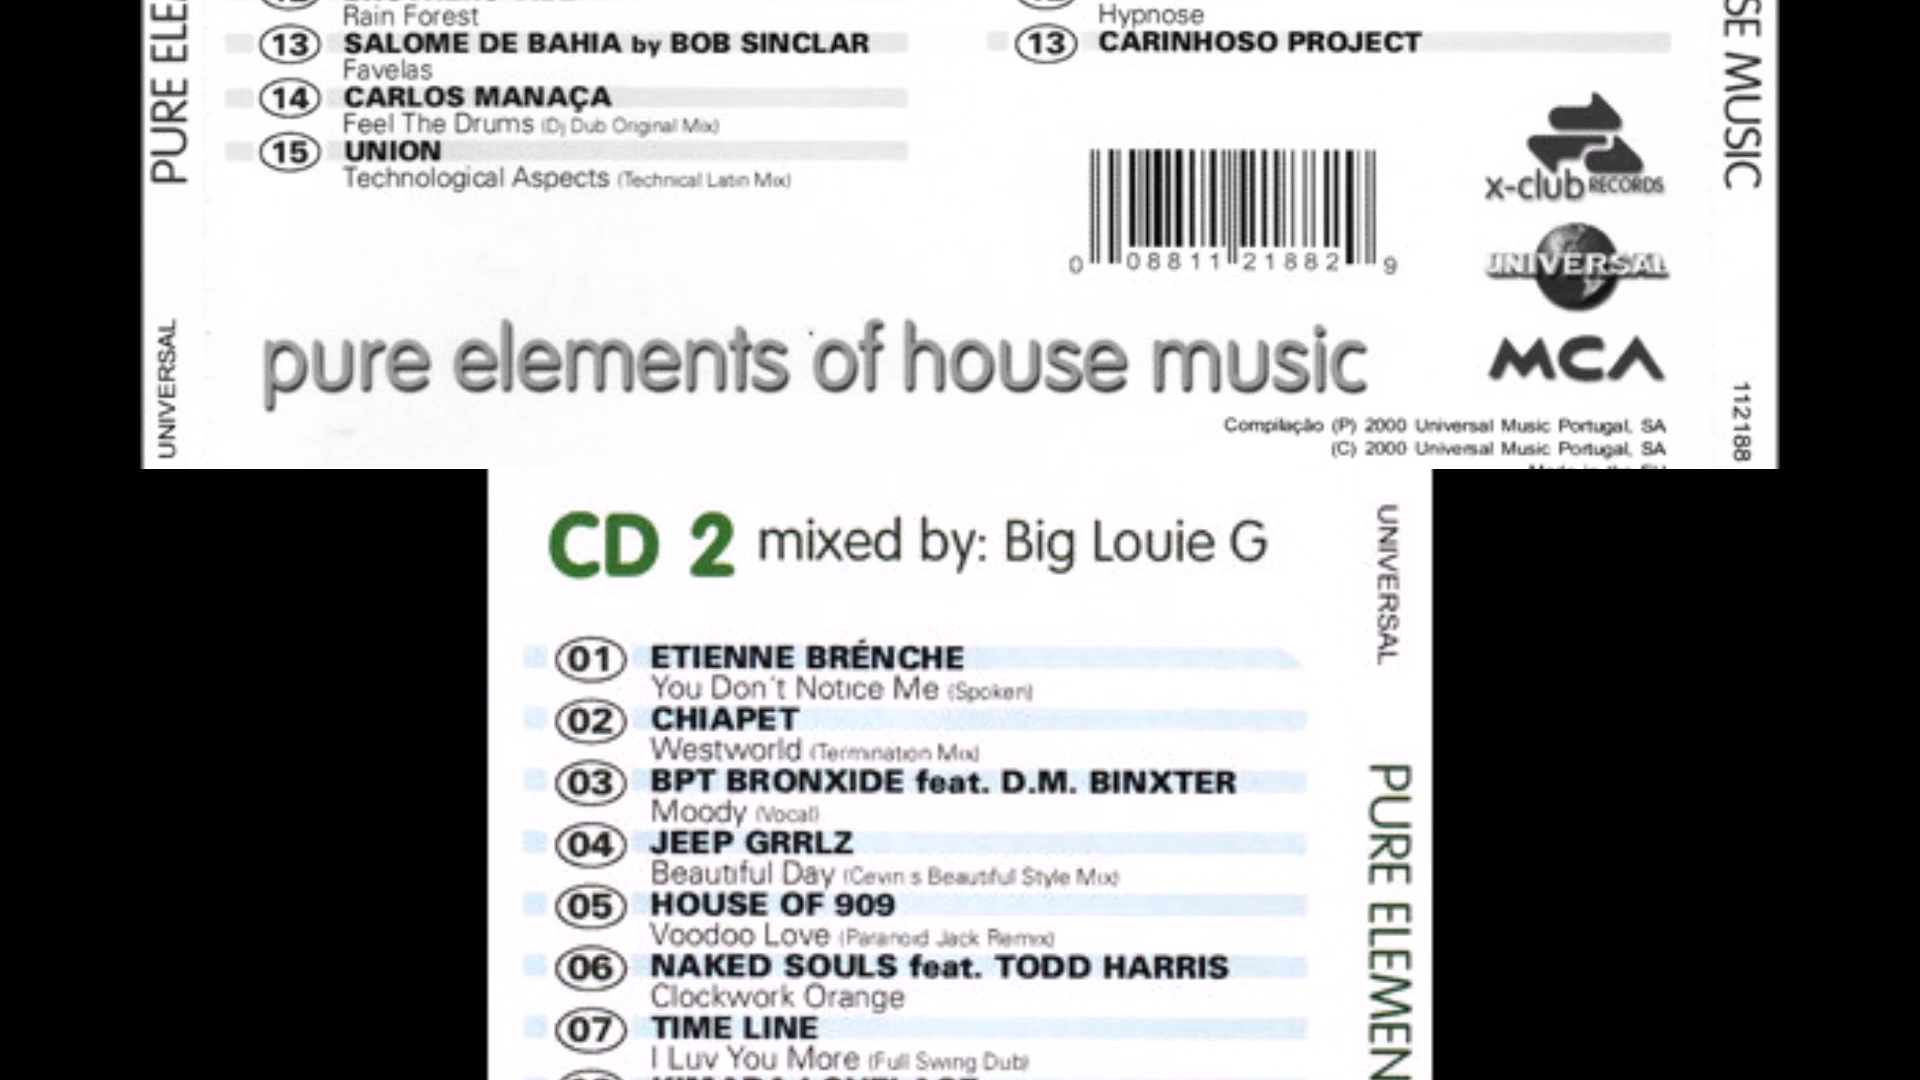 PURE ELE
Rain Forest
13 SALOME DE BAHIA by BOB SINCLAR
Favelas
14 CARLOS MANAÇA
Feel The Drums (Dj Dub Original Mix)
15 UNION
Technological Aspects (Technical Latin Mix)
Hypnose
13 CARINHOSO PROJECT
SE MUSIC
x-club RECORDS
0 08811 21882 9
UNIVERSAL
MCA
pure elements of house music
UNIVERSAL
112188
Compilação (P) 2000 Universal Music Portugal, SA
(C) 2000 Universal Music Portugal, SA
CD 2 mixed by: Big Louie G
UNIVERSAL
01 ETIENNE BRÉNCHE
You Don't Notice Me (Spoken)
02 CHIAPET
Westworld (Termination Mix)
03 BPT BRONXIDE feat. D.M. BINXTER
Moody (Vocal)
04 JEEP GRRLZ
Beautiful Day (Cevin s Beautiful Style Mix)
05 HOUSE OF 909
Voodoo Love (Paranoid Jack Remix)
06 NAKED SOULS feat. TODD HARRIS
Clockwork Orange
07 TIME LINE
I Luv You More (Full Swing Dub)
PURE ELEMEN